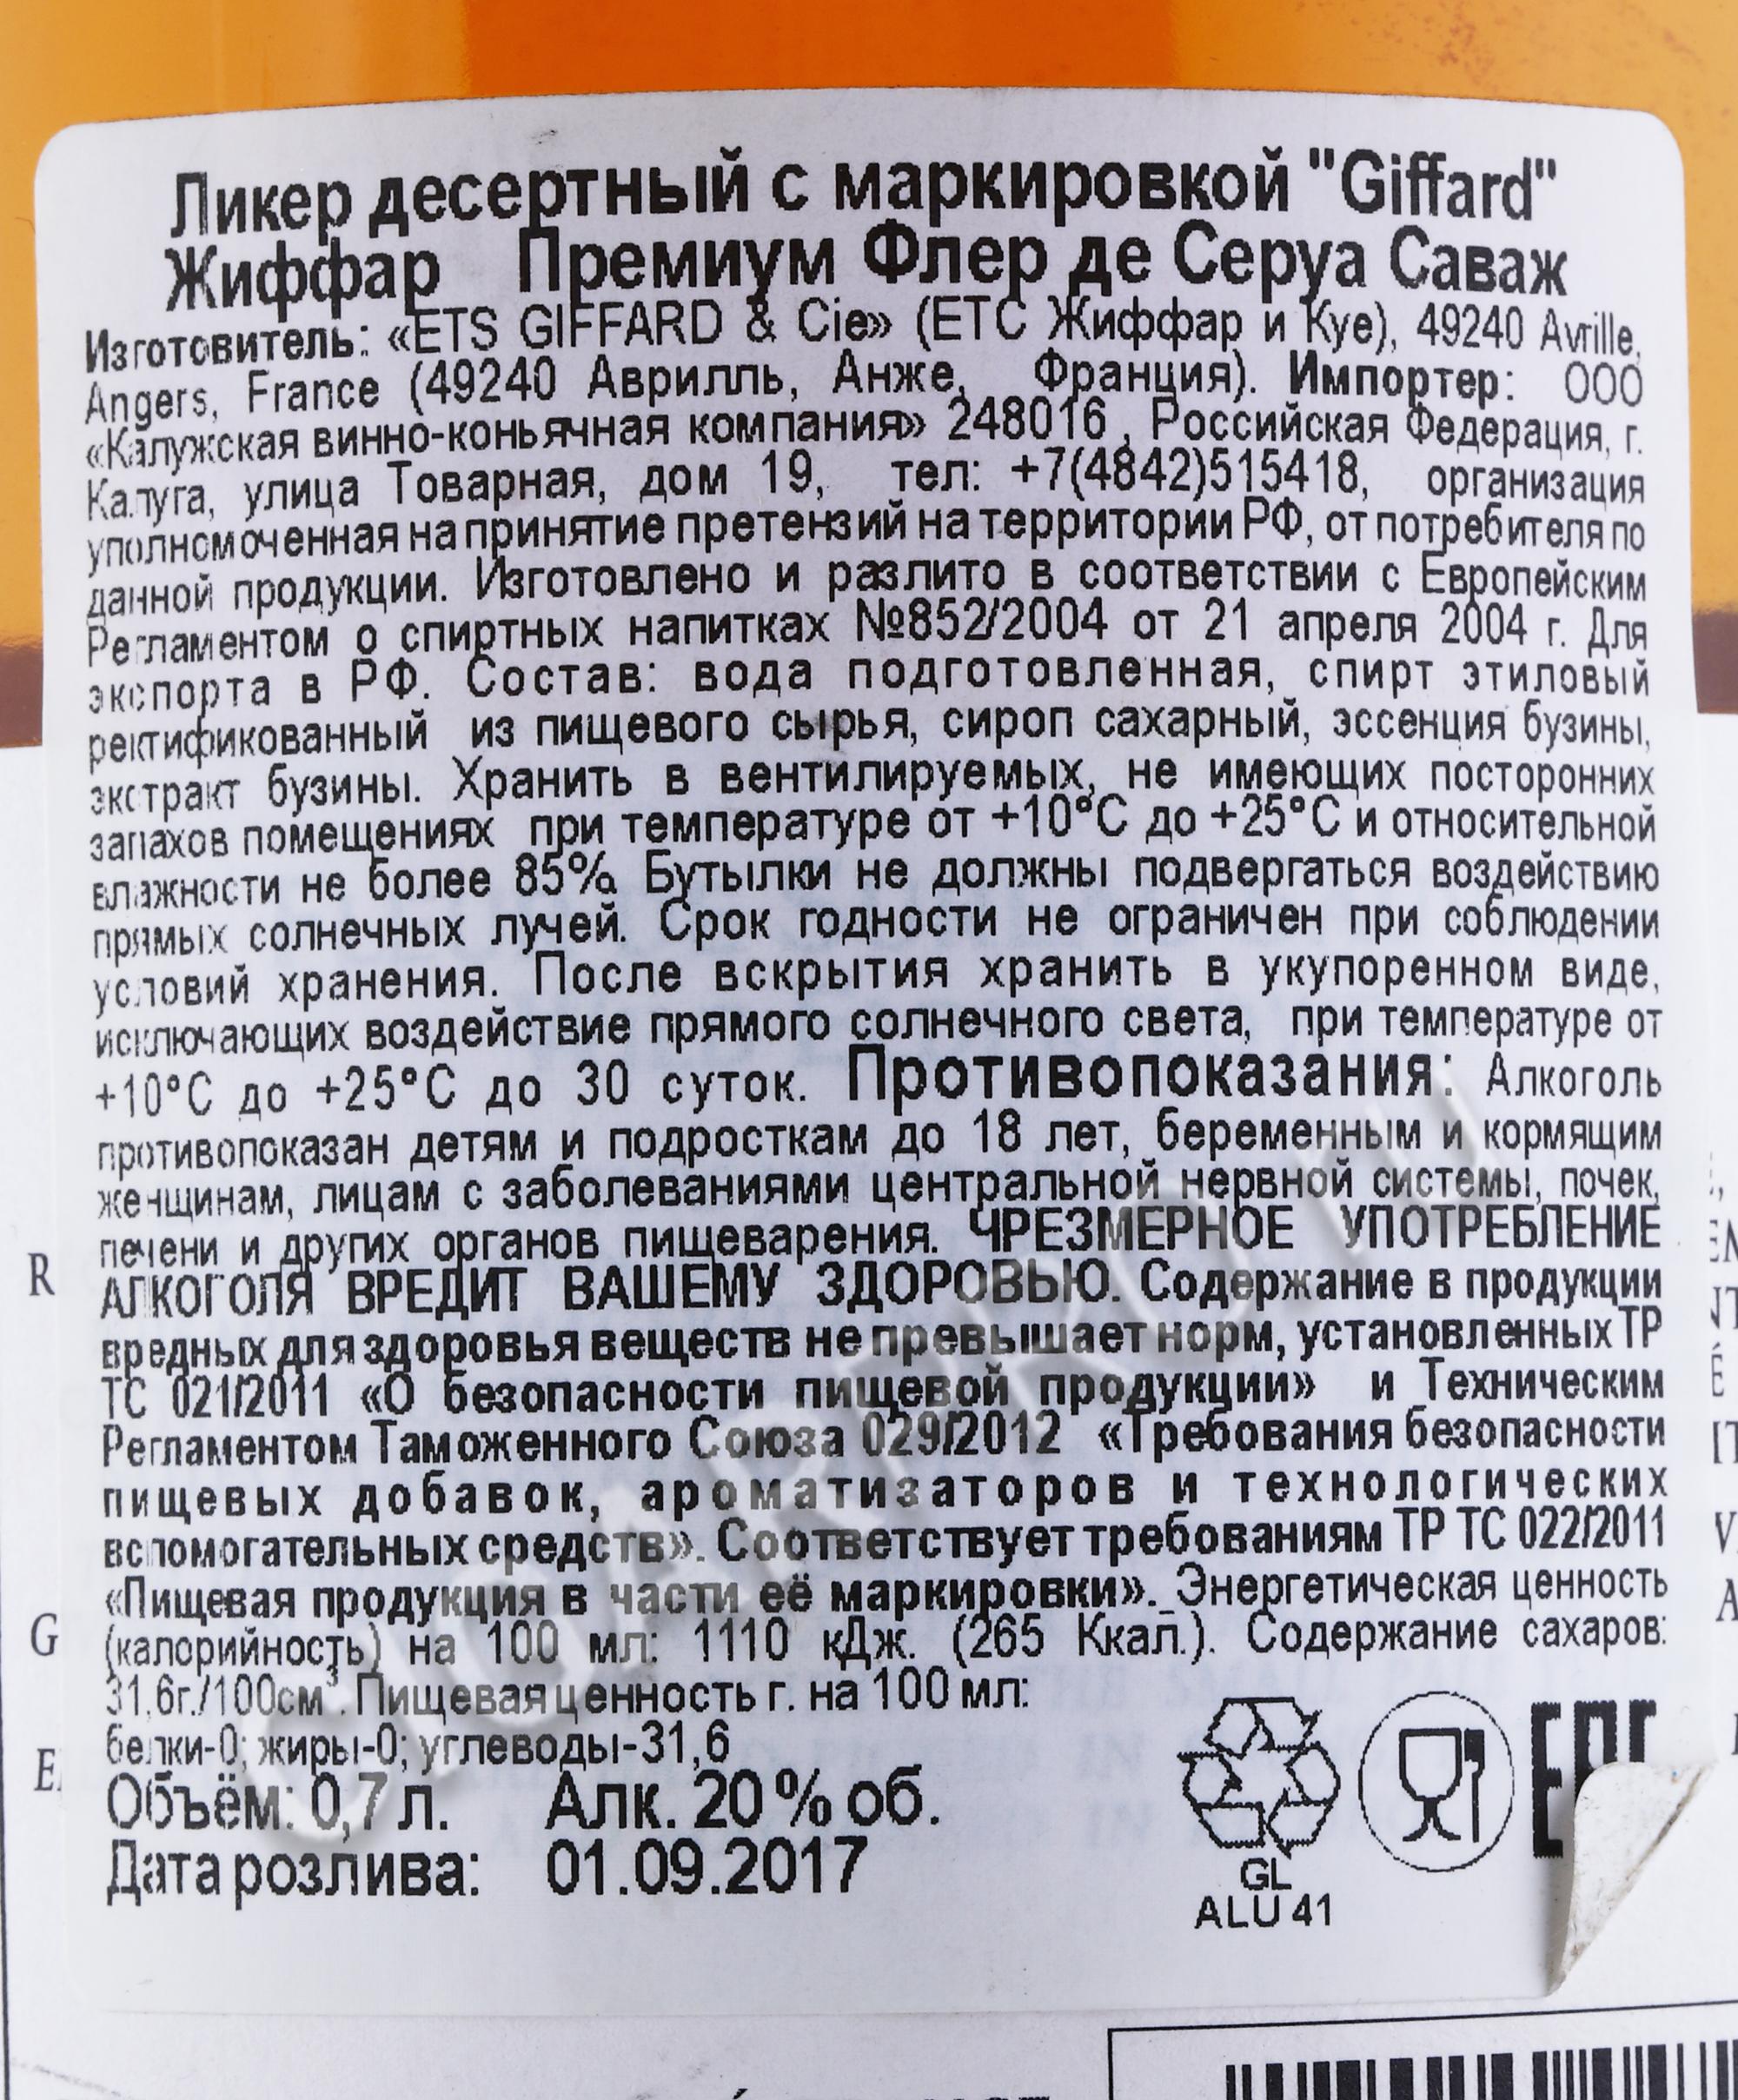 Ликер десертный с маркировкой "Giffard"
Жиффар Премиум Флер де Серуа Саваж
Изготовитель: «ETS GIFFARD & Cie» (ЕТС Жиффар и Куе), 49240 Avrille,
Angers, France (49240 Аврилль, Анже, Франция). Импортер: ООО
«Калужская винно-коньячная компания» 248016 , Российская Федерация, г.
Калуга, улица Товарная, дом 19, тел: +7(4842)515418, организация
уполномоченная на принятие претензий на территории РФ, от потребителя по
данной продукции. Изготовлено и разлито в соответствии с Европейским
Регламентом о спиртных напитках №852/2004 от 21 апреля 2004 г. Для
экспорта в РФ. Состав: вода подготовленная, спирт этиловый
ректификованный из пищевого сырья, сироп сахарный, эссенция бузины,
экстракт бузины. Хранить в вентилируемых, не имеющих посторонних
запахов помещениях при температуре от +10°С до +25°С и относительной
влажности не более 85%. Бутылки не должны подвергаться воздействию
прямых солнечных лучей. Срок годности не ограничен при соблюдении
условий хранения. После вскрытия хранить в укупоренном виде,
исключающих воздействие прямого солнечного света, при температуре от
+10°С до +25°С до 30 суток. Противопоказания: Алкоголь
противопоказан детям и подросткам до 18 лет, беременным и кормящим
женщинам, лицам с заболеваниями центральной нервной системы, почек,
печени и других органов пищеварения. ЧРЕЗМЕРНОЕ УПОТРЕБЛЕНИЕ
АЛКОГОЛЯ ВРЕДИТ ВАШЕМУ ЗДОРОВЬЮ. Содержание в продукции
вредных для здоровья веществ не превышает норм, установленных ТР
ТС 021/2011 «О безопасности пищевой продукции» и Техническим
Регламентом Таможенного Союза 029/2012 «Требования безопасности
пищевых добавок, ароматизаторов и технологических
вспомогательных средств». Соответствует требованиям ТР ТС 022/2011
«Пищевая продукция в части её маркировки». Энергетическая ценность
(калорийность) на 100 мл: 1110 кДж. (265 Ккал.). Содержание сахаров:
31,6г./100см³. Пищевая ценность г. на 100 мл:
белки-0; жиры-0; углеводы-31,6
Объём: 0,7 л. Алк. 20 % об.
Дата розлива: 01.09.2017
GL
ALU 41